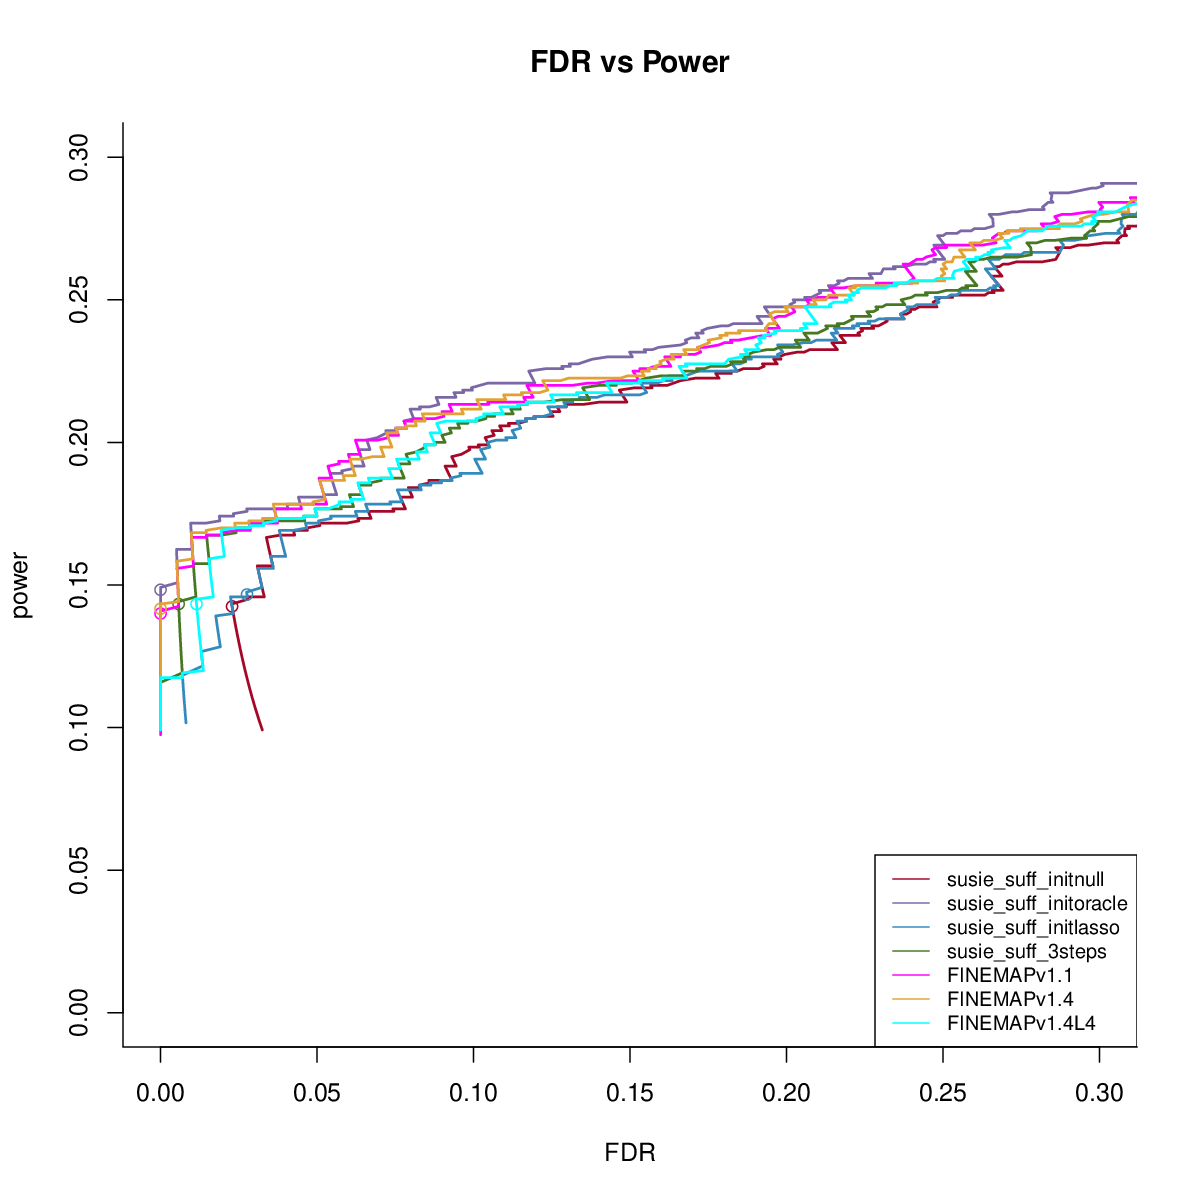 FDR vs Power
power
0.30
0.25
0.20
0.15
0.10
0.05
0.00
susie_suff_initnull
susie_suff_initoracle
susie_suff_initlasso
susie_suff_3steps
FINEMAPv1.1
FINEMAPv1.4
FINEMAPv1.4L4
0.00 0.05 0.10 0.15 0.20 0.25 0.30
FDR